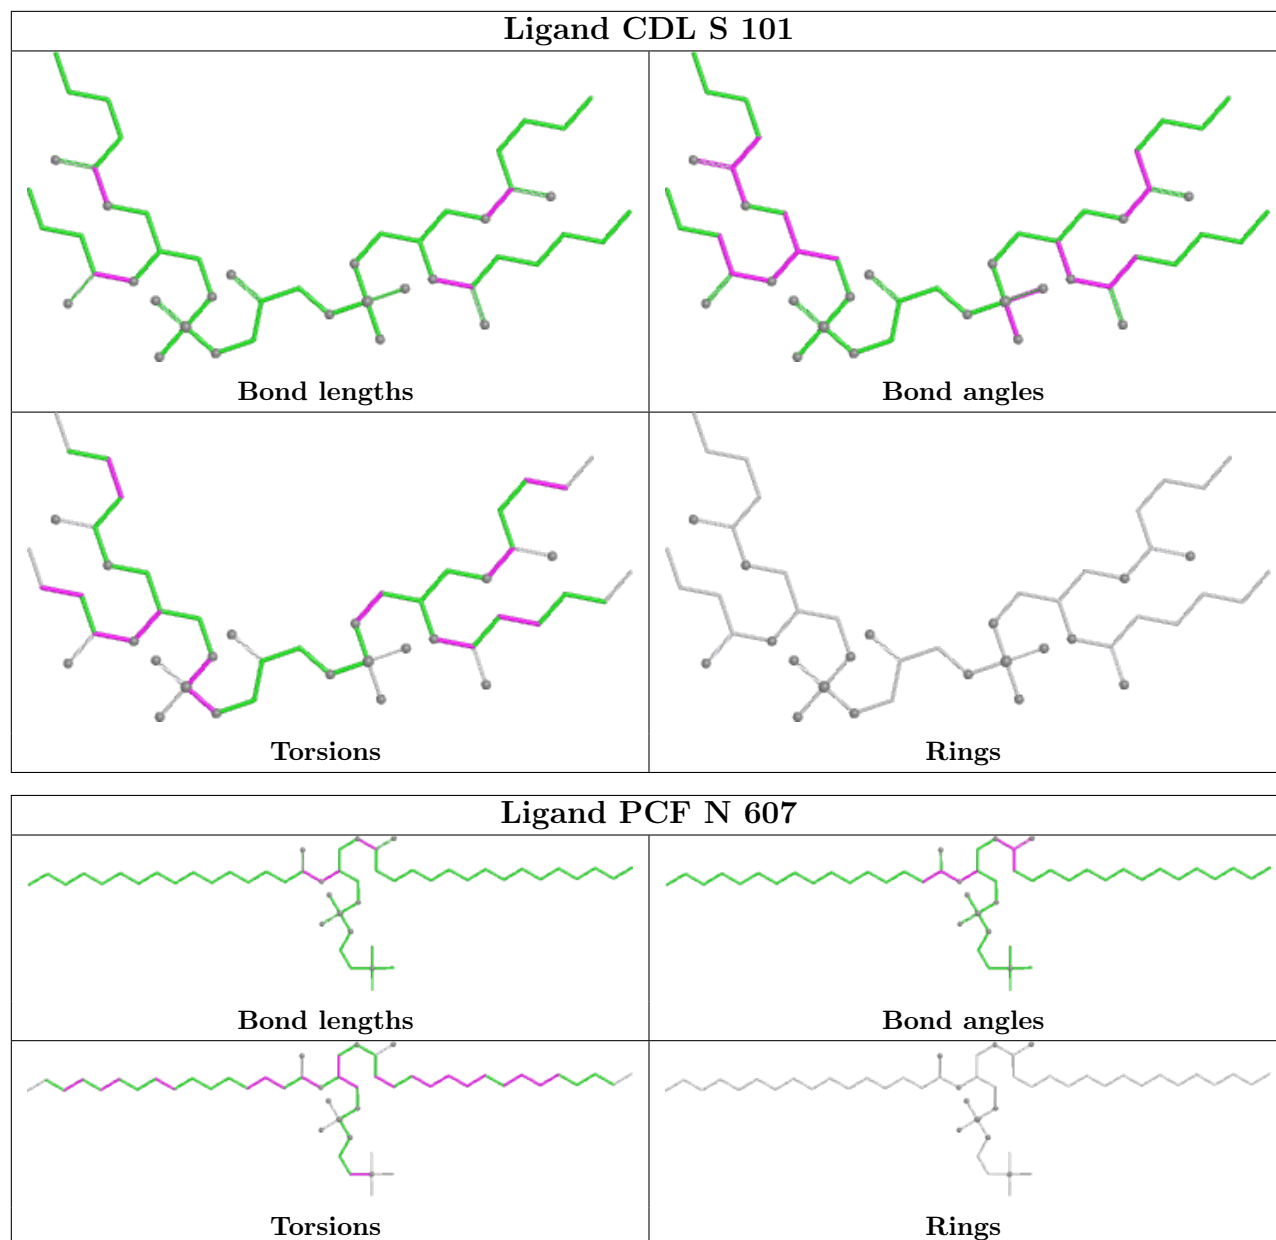 Ligand CDL S 101
Bond lengths
Bond angles
Torsions
Rings
Ligand PCF N 607
Bond lengths
Bond angles
Torsions
Rings